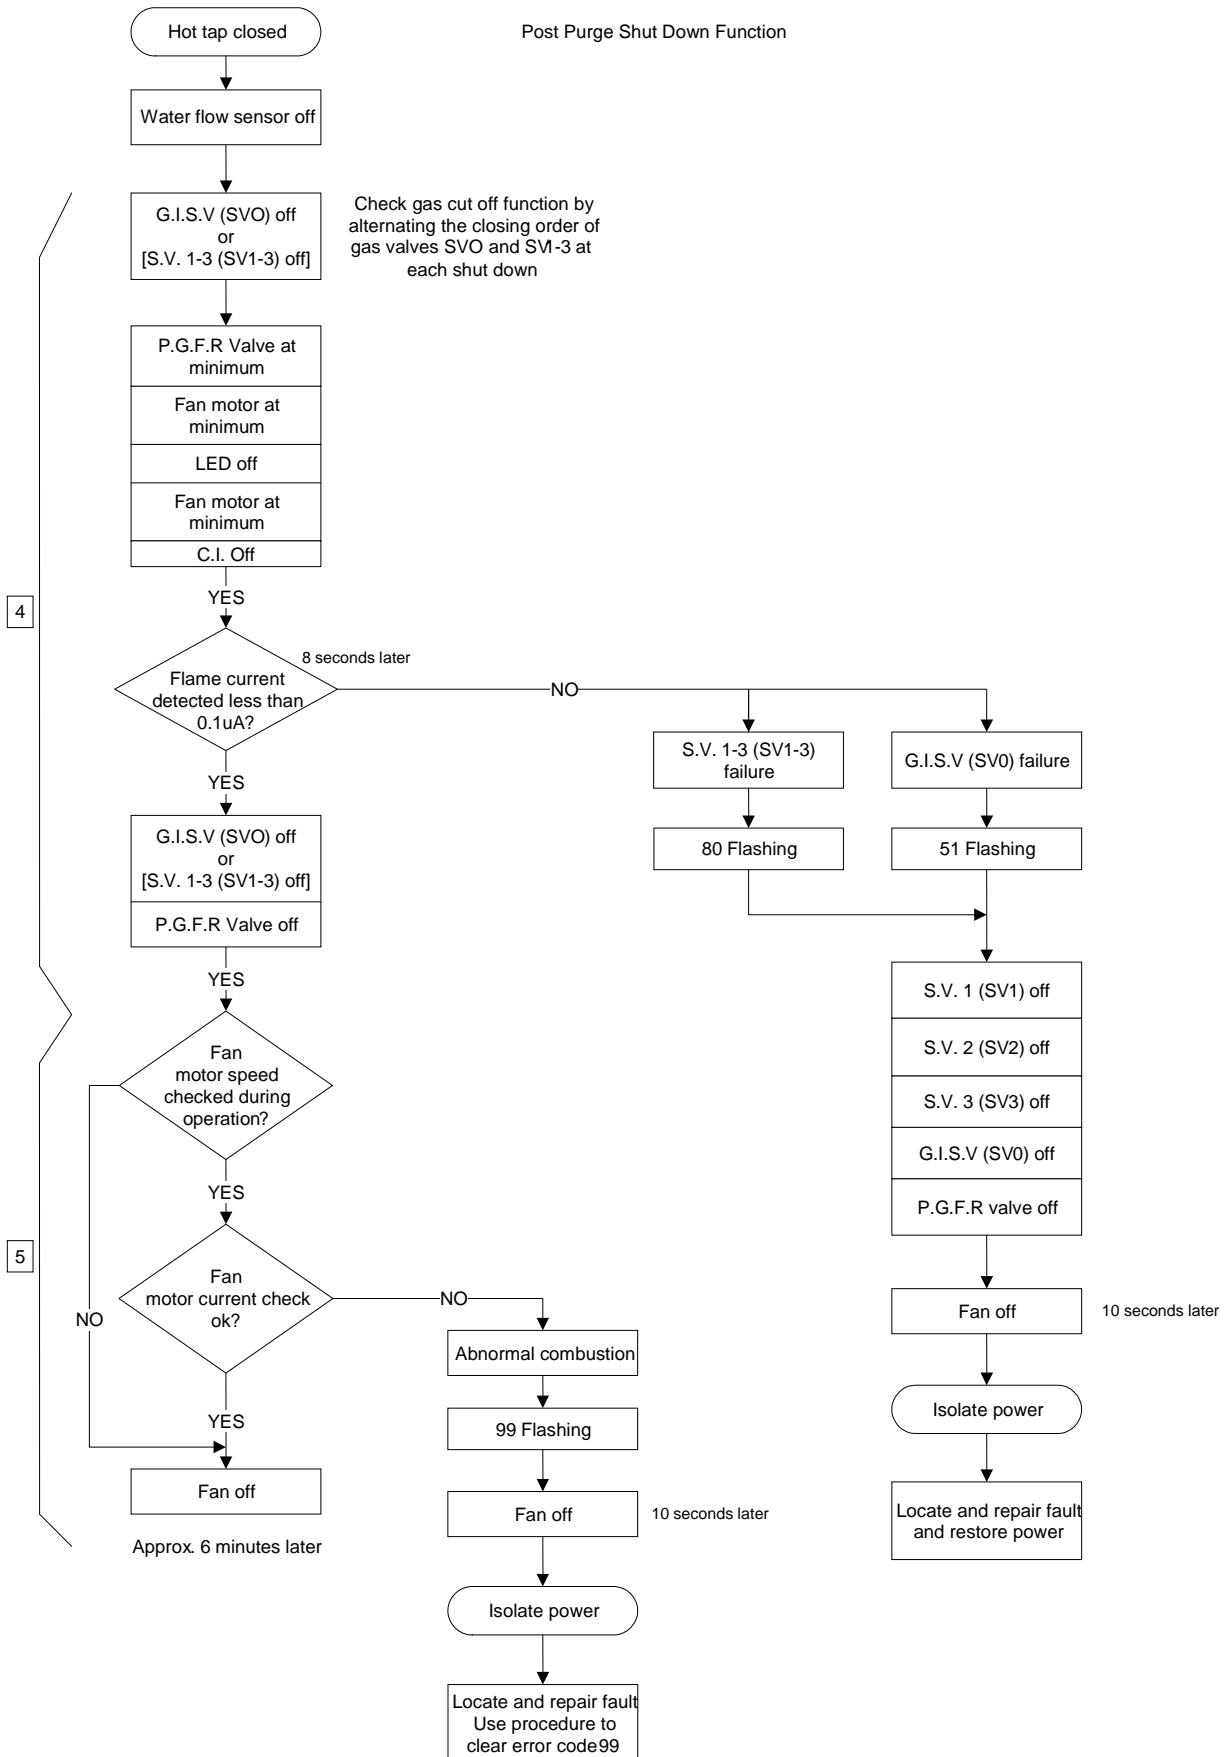 Hot tap closed
Post Purge Shut Down Function
Water flow sensor off
G.I.S.V (SVO) off
or
[S.V. 1-3 (SV1-3) off]
Check gas cut off function by
alternating the closing order of
gas valves SVO and SV1-3 at
each shut down
P.G.F.R Valve at
minimum
Fan motor at
minimum
LED off
Fan motor at
minimum
C.I. Off
YES
4
8 seconds later
Flame current
detected less than
0.1uA?
NO
S.V. 1-3 (SV1-3)
failure
G.I.S.V (SV0) failure
YES
G.I.S.V (SVO) off
or
[S.V. 1-3 (SV1-3) off]
P.G.F.R Valve off
80 Flashing
51 Flashing
YES
S.V. 1 (SV1) off
S.V. 2 (SV2) off
S.V. 3 (SV3) off
G.I.S.V (SV0) off
P.G.F.R valve off
Fan
motor speed
checked during
operation?
YES
5
Fan
motor current check
ok?
NO
NO
Fan off
10 seconds later
Abnormal combustion
YES
99 Flashing
Isolate power
Fan off
Approx. 6 minutes later
Fan off
10 seconds later
Locate and repair fault
and restore power
Isolate power
Locate and repair fault
Use procedure to
clear error code99